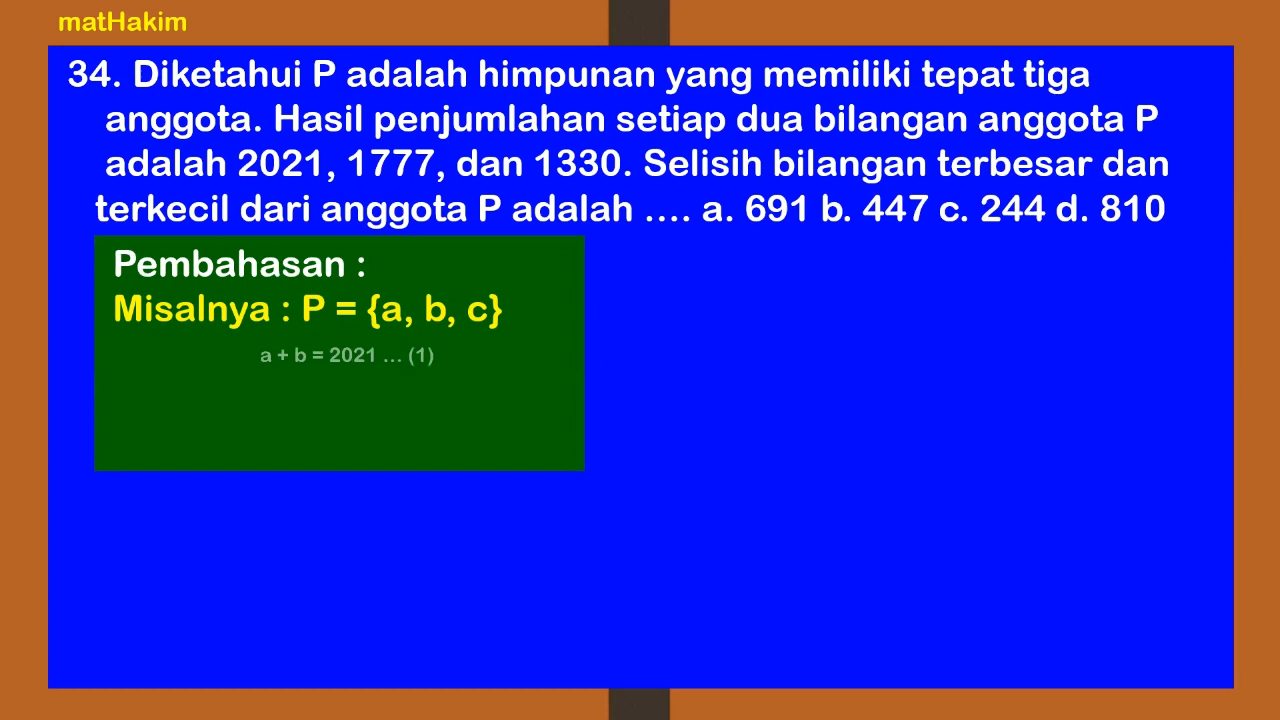 matHakim
34. Diketahui P adalah himpunan yang memiliki tepat tiga
anggota. Hasil penjumlahan setiap dua bilangan anggota P
adalah 2021, 1777, dan 1330. Selisih bilangan terbesar dan
terkecil dari anggota P adalah .... a. 691 b. 447 c. 244 d. 810
Pembahasan :
Misalnya : P = {a, b, c}
a + b = 2021 ... (1)